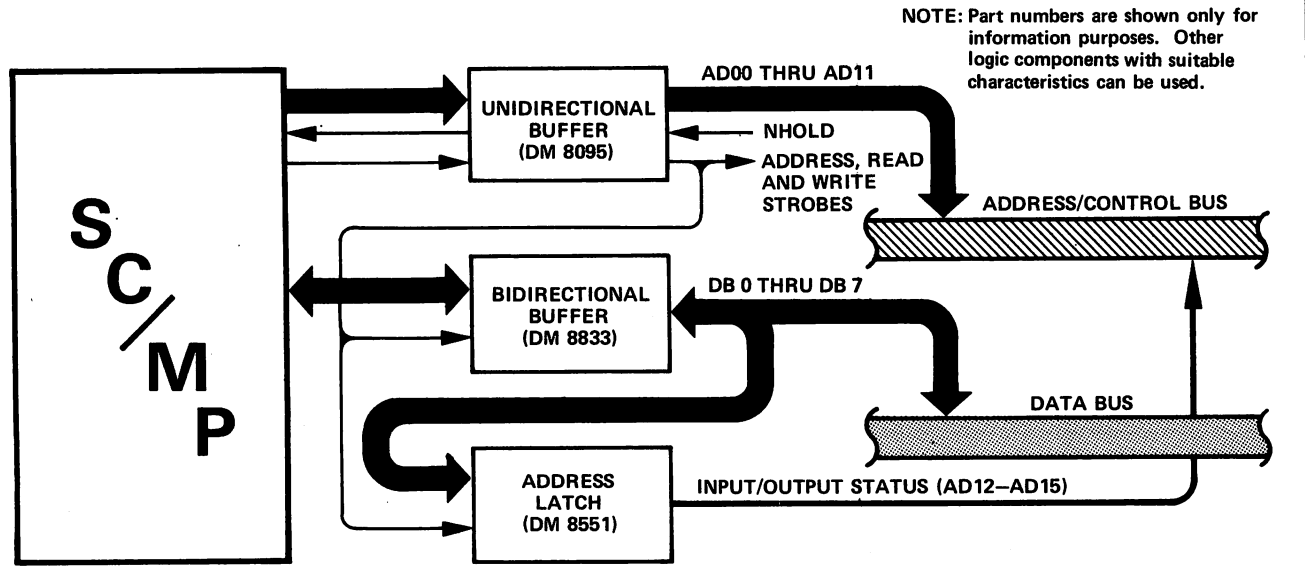 NOTE: Part numbers are shown only for
information purposes. Other
logic components with suitable
characteristics can be used.
SC/MP
UNIDIRECTIONAL
BUFFER
(DM 8095)
AD00 THRU AD11
NHOLD
ADDRESS, READ
AND WRITE
STROBES
ADDRESS/CONTROL BUS
BIDIRECTIONAL
BUFFER
(DM 8833)
DB 0 THRU DB 7
DATA BUS
ADDRESS
LATCH
(DM 8551)
INPUT/OUTPUT STATUS (AD12–AD15)